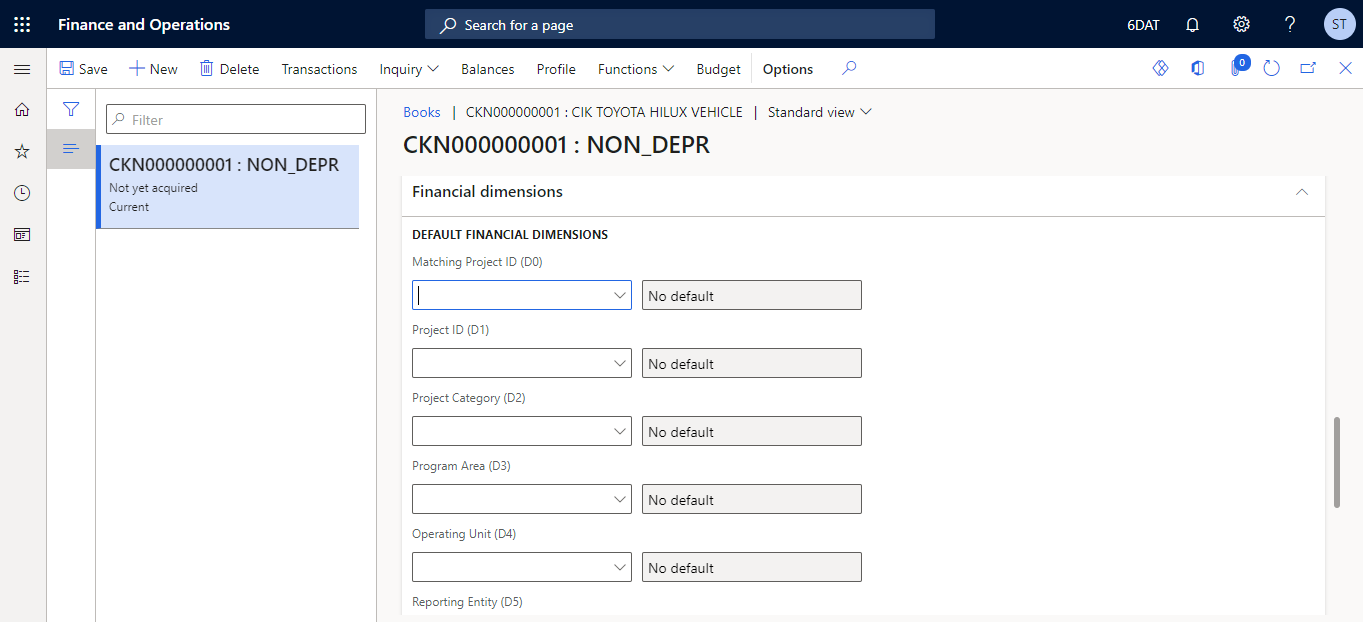 Finance and Operations
Search for a page
6DAT
?
ST
Save
New
Delete
Transactions
Inquiry
Balances
Profile
Functions
Budget
Options
0
Filter
CKN000000001 : NON_DEPR
Not yet acquired
Current
Books | CKN000000001 : CIK TOYOTA HILUX VEHICLE | Standard view
CKN000000001 : NON_DEPR
Financial dimensions
DEFAULT FINANCIAL DIMENSIONS
Matching Project ID (D0)
No default
Project ID (D1)
No default
Project Category (D2)
No default
Program Area (D3)
No default
Operating Unit (D4)
No default
Reporting Entity (D5)